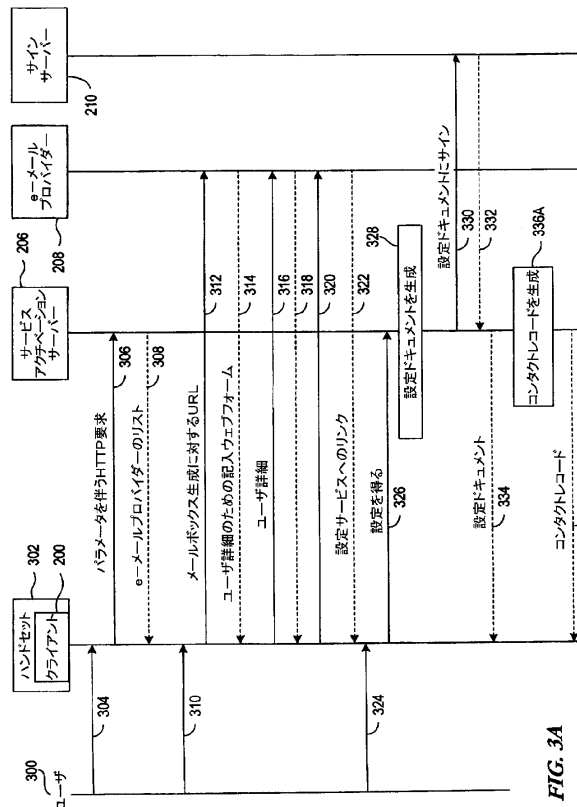 300
ユーザ
302
ハンドセット
200
クライアント
206
サービス
アクチベーション
サーバー
e−メール
プロバイダー
208
サイン
サーバー
210
304
パラメータを伴うHTTP要求
306
e−メールプロバイダーのリスト
308
310
メールボックス生成に対するURL
312
ユーザ詳細のための記入ウェブフォーム
314
ユーザ詳細
316
318
320
設定サービスへのリンク
322
324
設定を得る
326
設定ドキュメントを生成
328
設定ドキュメントにサイン
330
332
設定ドキュメント
334
コンタクトレコードを生成
336A
コンタクトレコード
FIG. 3A